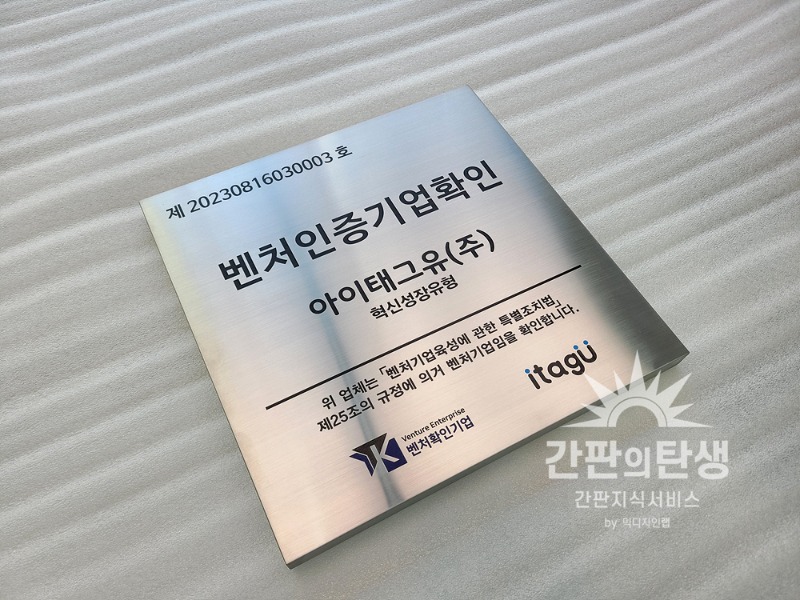 제 20230816030003 호
벤처인증기업확인
아이태그유(주)
혁신성장유형
위 업체는 「벤처기업육성에 관한 특별조치법」
제25조의 규정에 의거 벤처기업임을 확인합니다.
Venture Enterprise
벤처확인기업
itagü
간판의탄생
간판지식서비스
by 익디자인랩